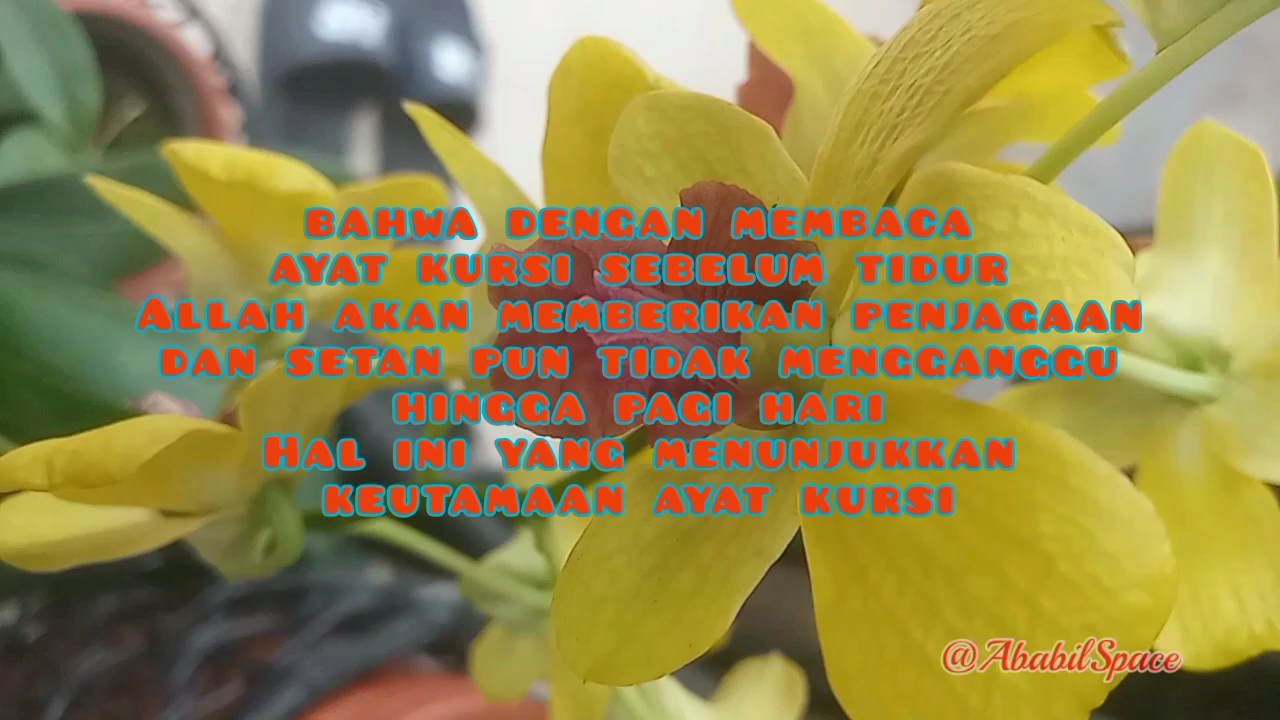 bahwa dengan membaca
ayat kursi sebelum tidur
Allah akan memberikan penjagaan
dan setan pun tidak mengganggu
hingga pagi hari
Hal ini yang menunjukkan
keutamaan ayat kursi
@AbabilSpace